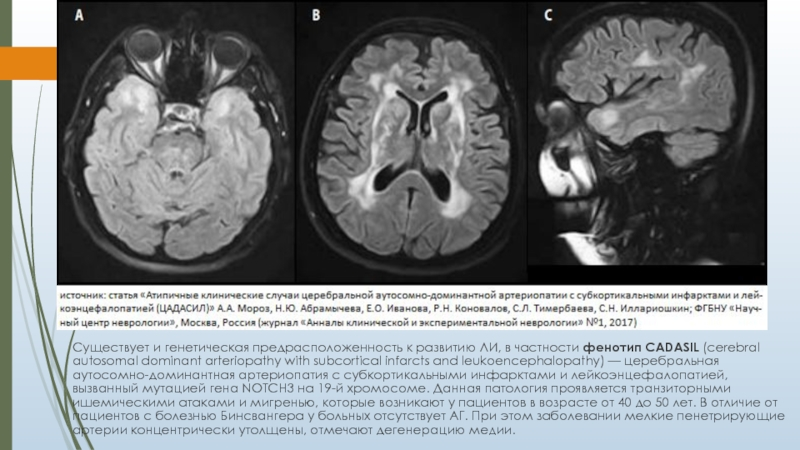 A
B
C
источник: статья «Атипичные клинические случаи церебральной аутосомно-доминантной артериопатии с субкортикальными инфарктами и лей-
коэнцефалопатией (ЦАДАСИЛ)» А.А. Мороз, Н.Ю. Абрамычева, Е.О. Иванова, Р.Н. Коновалов, С.Л. Тимербаева, С.Н. Иллариошкин; ФГБНУ «Науч-
ный центр неврологии», Москва, Россия (журнал «Анналы клинической и экспериментальной неврологии» №1, 2017)
Существует и генетическая предрасположенность к развитию ЛИ, в частности фенотип CADASIL (cerebral
autosomal dominant arteriopathy with subcortical infarcts and leukoencephalopathy) — церебральная
аутосомно-доминантная артериопатия с субкортикальными инфарктами и лейкоэнцефалопатией,
вызванный мутацией гена NOTCH3 на 19-й хромосоме. Данная патология проявляется транзиторными
ишемическими атаками и мигренью, которые возникают у пациентов в возрасте от 40 до 50 лет. В отличие от
пациентов с болезнью Бинсвангера у больных отсутствует АГ. При этом заболевании мелкие пенетрирующие
артерии концентрически утолщены, отмечают дегенерацию медии.